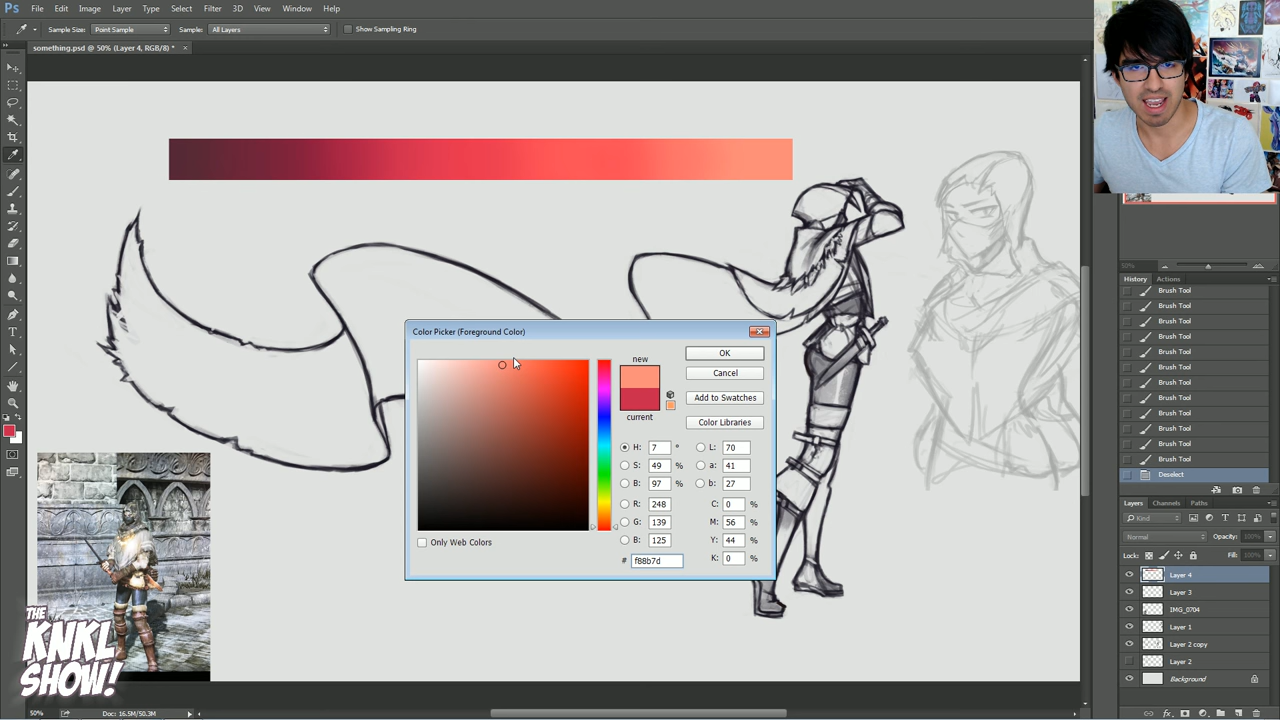 Ps File Edit Image Layer Type Select Filter 3D View Window Help
Sample Size: Point Sample Sample: All Layers Show Sampling Ring
something.psd @ 50% (Layer 4, RGB/8) * ×
Color Picker (Foreground Color)
new
current
OK
Cancel
Add to Swatches
Color Libraries
H: 7 ° L: 70
S: 49 % a: 41
B: 97 % b: 27
R: 248 C: 0 %
G: 139 M: 56 %
B: 125 Y: 44 %
# f88b7d K: 0 %
Only Web Colors
History Actions
Brush Tool
Brush Tool
Brush Tool
Brush Tool
Brush Tool
Brush Tool
Brush Tool
Brush Tool
Brush Tool
Brush Tool
Brush Tool
Brush Tool
Deselect
Layers Channels Paths
Kind
Normal Opacity: 100%
Lock: Fill: 100%
Layer 4
Layer 3
IMG_0704
Layer 1
Layer 2 copy
Layer 2
Background
THE
KNKL
SHOW!
50% Doc: 16.5M/50.3M